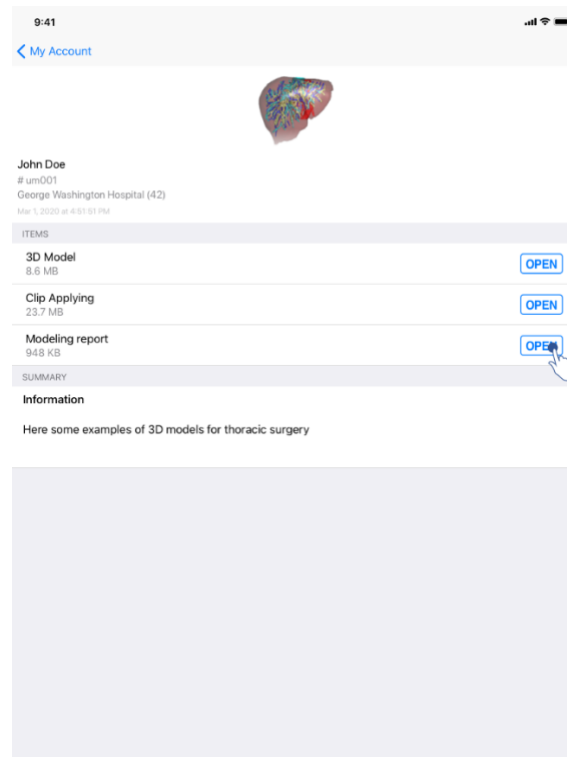 9:41
My Account
John Doe
# um001
George Washington Hospital (42)
Mar 1, 2020 at 4:51:51 PM
ITEMS
3D Model
8.6 MB
OPEN
Clip Applying
23.7 MB
OPEN
Modeling report
948 KB
OPEN
SUMMARY
Information
Here some examples of 3D models for thoracic surgery